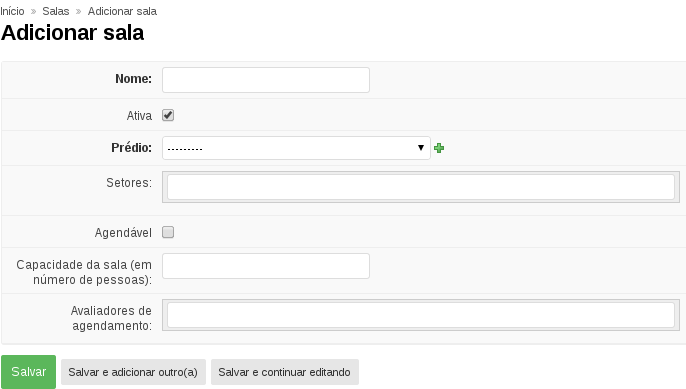 Início » Salas » Adicionar sala
Adicionar sala
Nome:
Ativa
Prédio: ---------
Setores:
Agendável
Capacidade da sala (em
número de pessoas):
Avaliadores de
agendamento:
Salvar Salvar e adicionar outro(a) Salvar e continuar editando